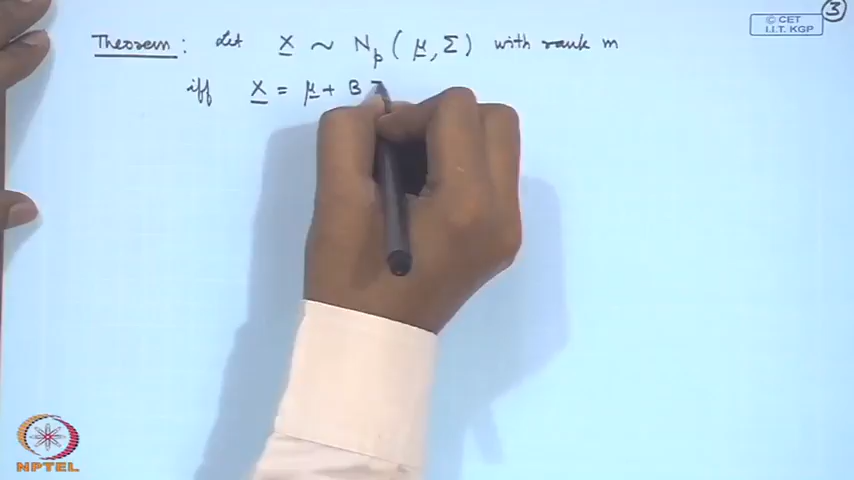 Theorem : Let X ~ N_p ( μ, Σ ) with rank m
iff X = μ + B
© CET
I.I.T. KGP
3
NPTEL